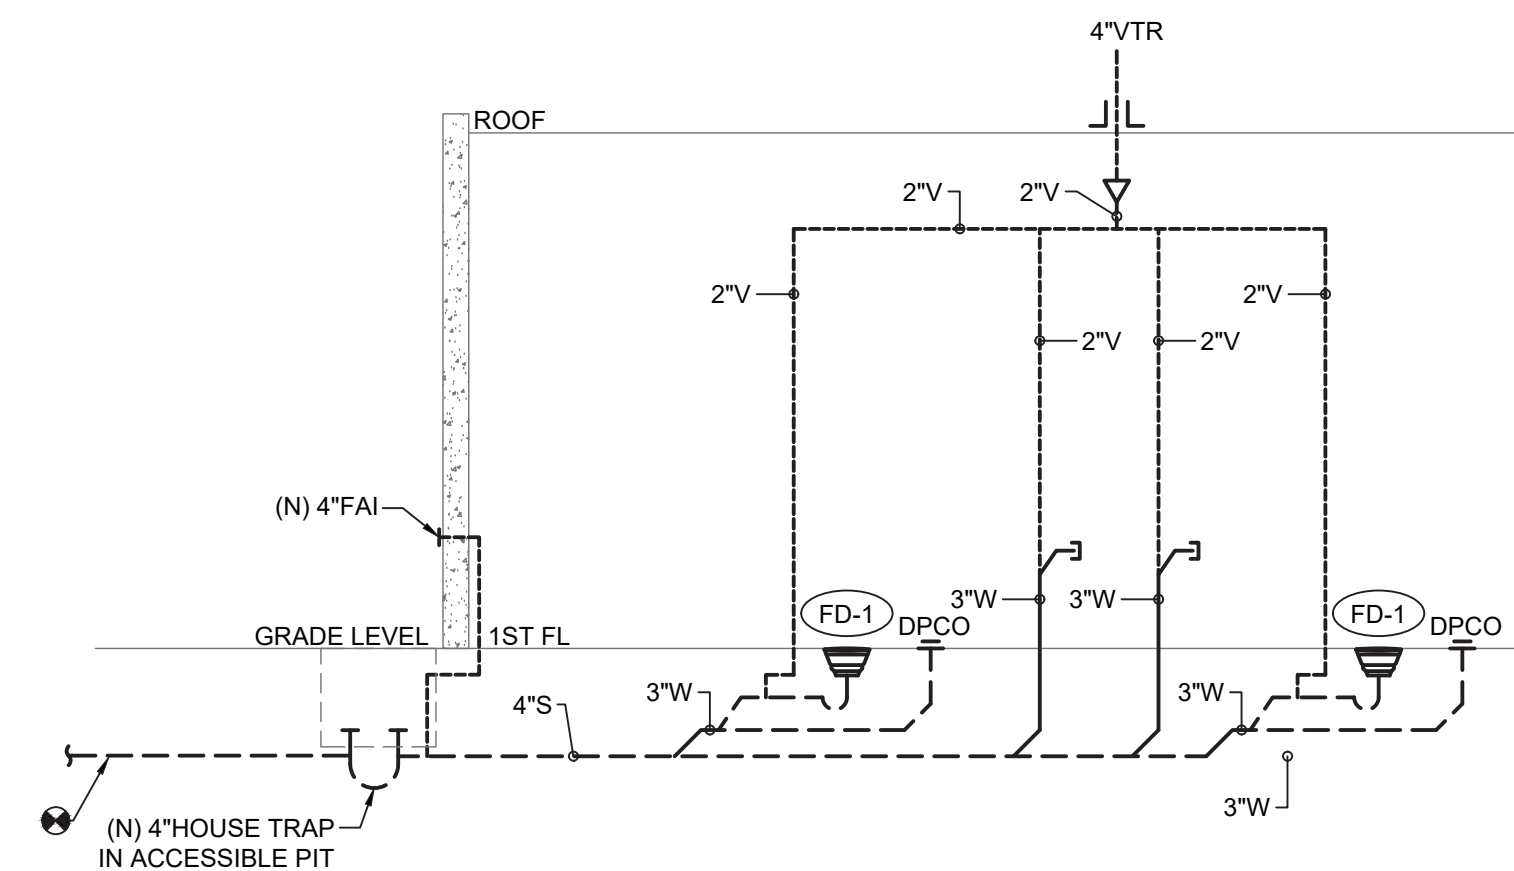 4"VTR
ROOF
2"V
2"V
2"V
2"V
2"V
2"V
(N) 4"FAI
3"W
3"W
FD-1
DPCO
FD-1
DPCO
GRADE LEVEL
1ST FL
4"S
3"W
3"W
3"W
(N) 4"HOUSE TRAP
IN ACCESSIBLE PIT